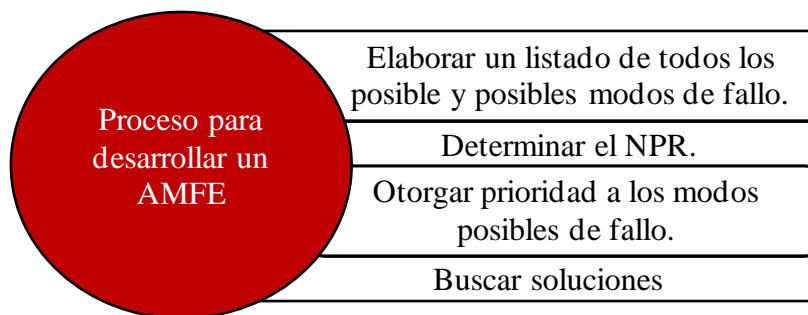 Proceso para
desarrollar un
AMFE
Elaborar un listado de todos los
posible y posibles modos de fallo.
Determinar el NPR.
Otorgar prioridad a los modos
posibles de fallo.
Buscar soluciones